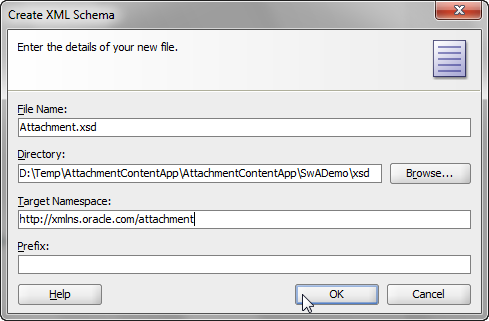 Create XML Schema
Enter the details of your new file.
File Name:
Attachment.xsd
Directory:
D:\Temp\AttachmentContentApp\AttachmentContentApp\SwADemo\xsd
Browse...
Target Namespace:
http://xmlns.oracle.com/attachment
Prefix:
Help
OK
Cancel